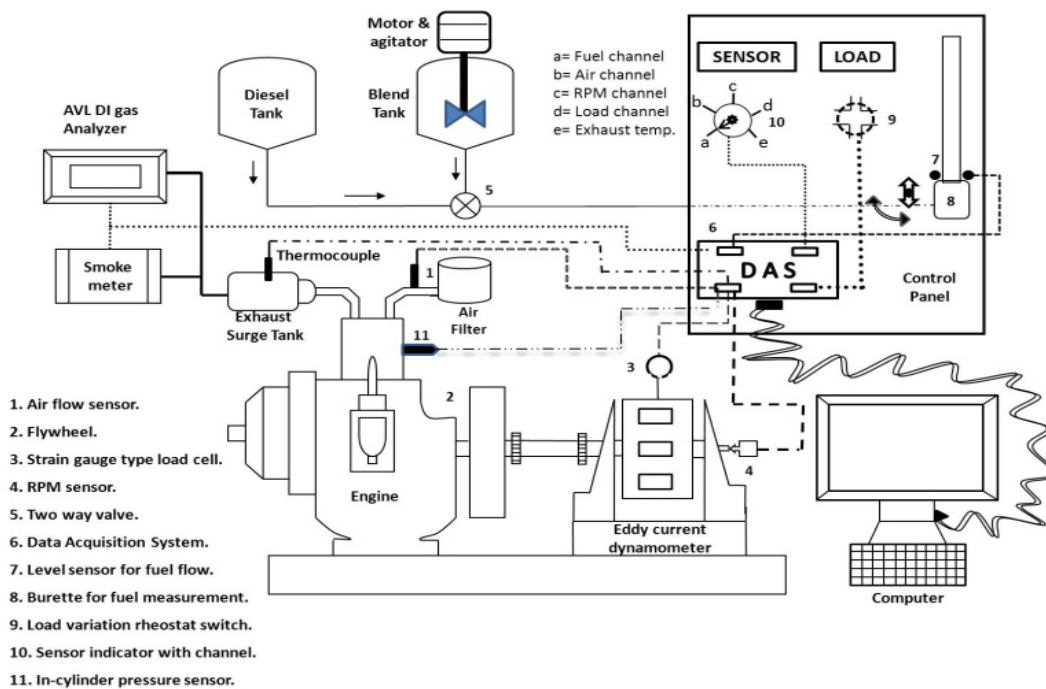 Motor &
agitator
a= Fuel channel
b= Air channel
c= RPM channel
d= Load channel
e= Exhaust temp.
SENSOR
LOAD
AVL DI gas
Analyzer
Diesel
Tank
Blend
Tank
c
b
d
a
e
10
9
7
8
5
6
Smoke
meter
Thermocouple
1
DAS
Control
Panel
Exhaust
Surge Tank
Air
Filter
11
3
2
4
Engine
Eddy current
dynamometer
Computer
1. Air flow sensor.
2. Flywheel.
3. Strain gauge type load cell.
4. RPM sensor.
5. Two way valve.
6. Data Acquisition System.
7. Level sensor for fuel flow.
8. Burette for fuel measurement.
9. Load variation rheostat switch.
10. Sensor indicator with channel.
11. In-cylinder pressure sensor.